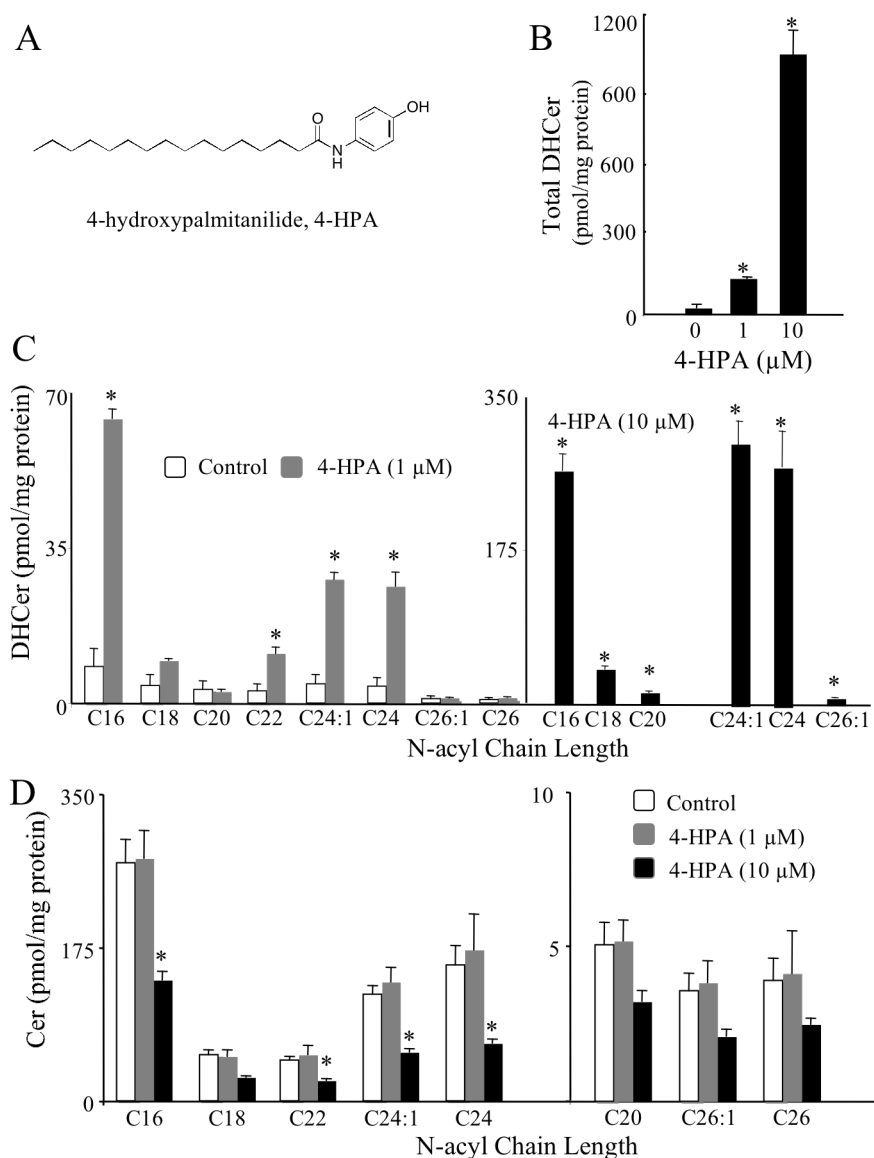 A
O
OH
N
H
4-hydroxypalmitanilide, 4-HPA
B
Total DHCer
(pmol/mg protein)
1200
600
600
300
0
*
*
0 1 10
4-HPA (µM)
C
DHCer (pmol/mg protein)
70
35
0
Control
4-HPA (1 µM)
*
*
*
*
C16 C18 C20 C22 C24:1 C24 C26:1 C26
350
175
4-HPA (10 µM)
*
*
*
*
*
*
C16 C18 C20 C24:1 C24 C26:1
N-acyl Chain Length
D
Cer (pmol/mg protein)
350
175
0
*
*
*
*
C16 C18 C22 C24:1 C24
10
5
Control
4-HPA (1 µM)
4-HPA (10 µM)
C20 C26:1 C26
N-acyl Chain Length